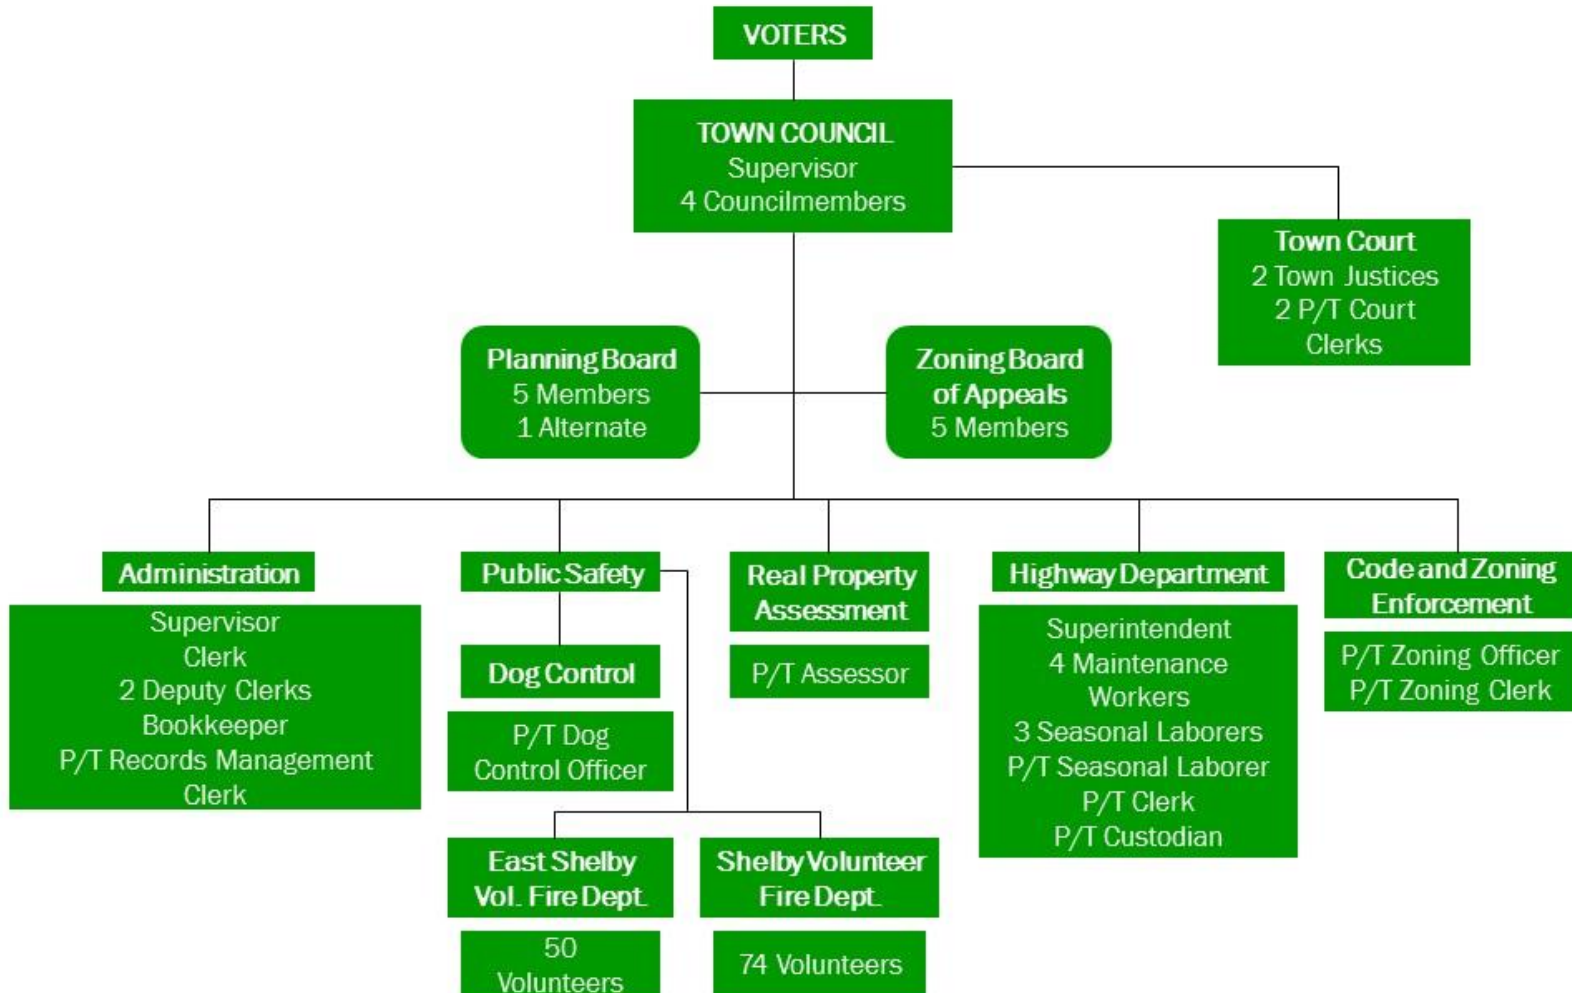 VOTERS
TOWN COUNCIL
Supervisor
4 Councilmembers
Town Court
2 Town Justices
2 P/T Court
Clerks
Planning Board
5 Members
1 Alternate
Zoning Board
of Appeals
5 Members
Administration
Supervisor
Clerk
2 Deputy Clerks
Bookkeeper
P/T Records Management
Clerk
Public Safety
Dog Control
P/T Dog
Control Officer
East Shelby
Vol. Fire Dept.
50
Volunteers
Shelby Volunteer
Fire Dept.
74 Volunteers
Real Property
Assessment
P/T Assessor
Highway Department
Superintendent
4 Maintenance
Workers
3 Seasonal Laborers
P/T Seasonal Laborer
P/T Clerk
P/T Custodian
Code and Zoning
Enforcement
P/T Zoning Officer
P/T Zoning Clerk